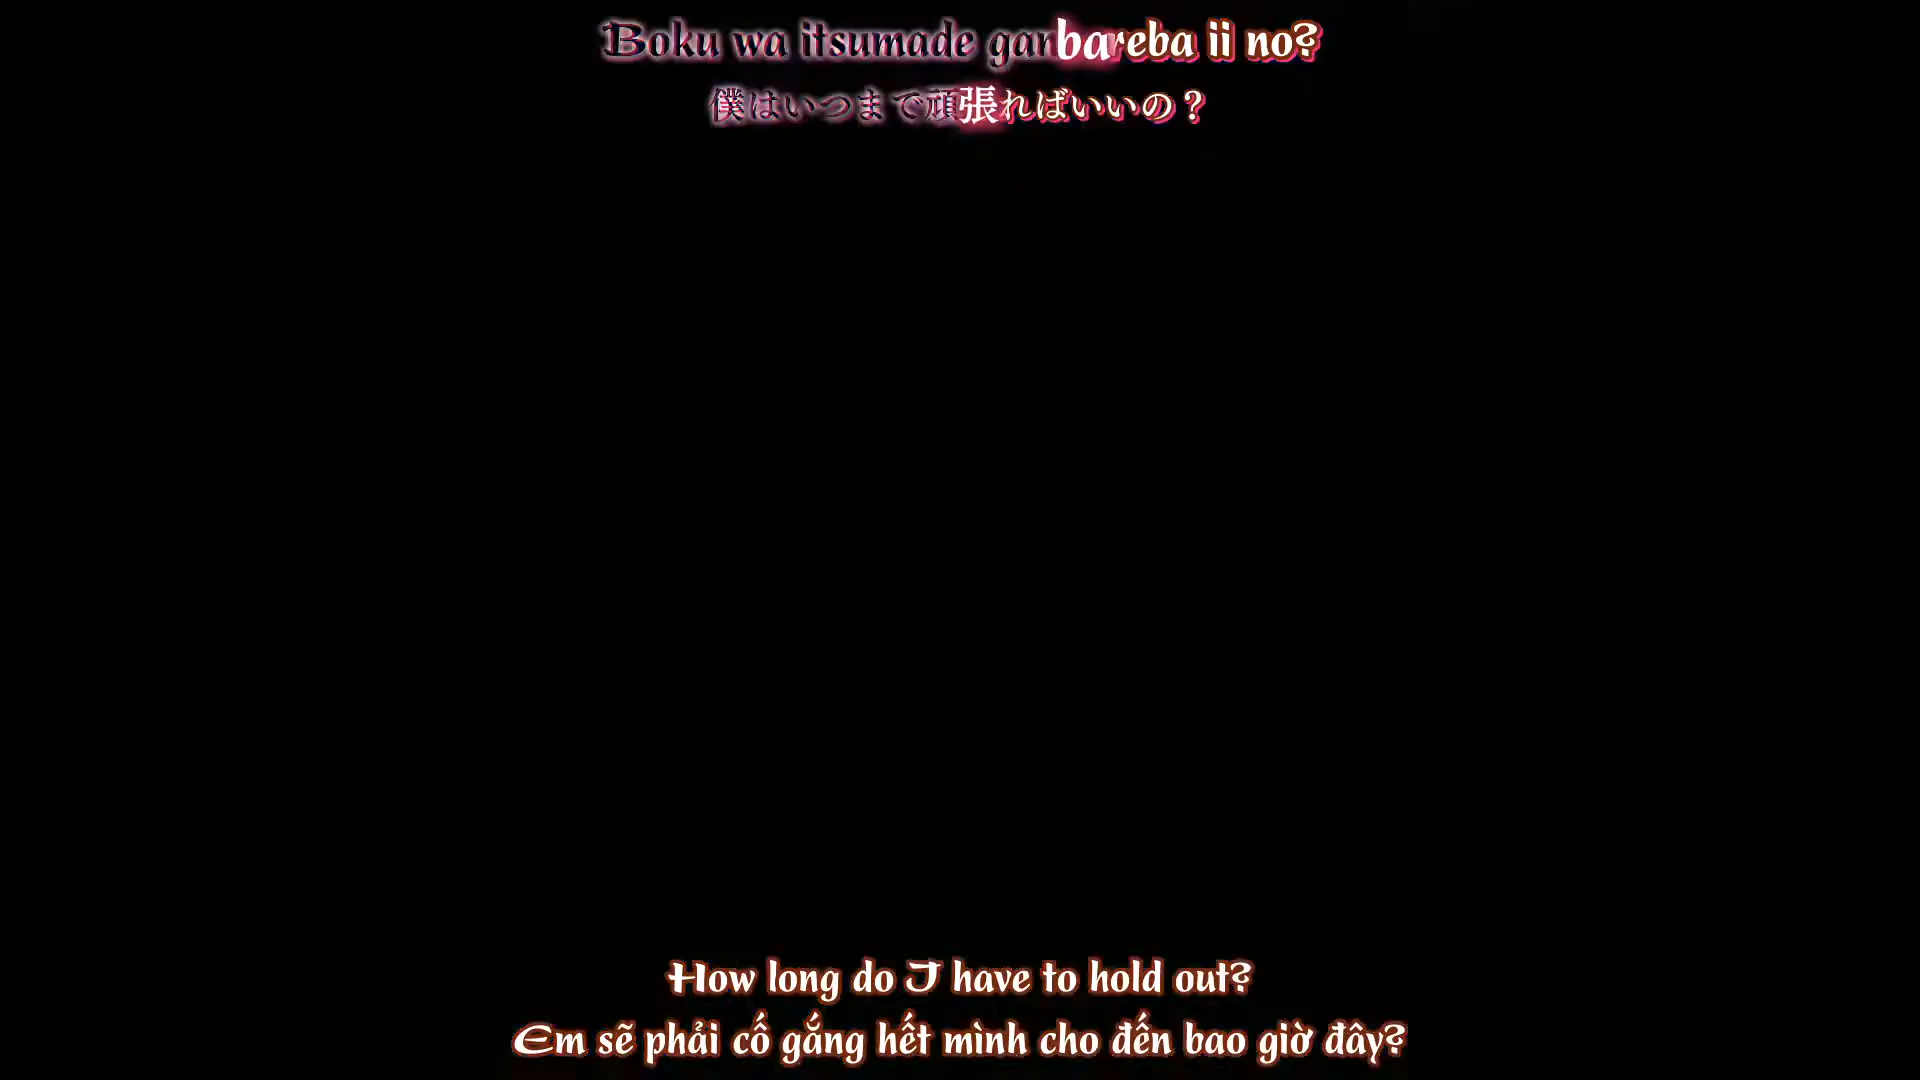 Boku wa itsumade ganbareba ii no?
僕はいつまで頑張ればいいの？
How long do I have to hold out?
Em sẽ phải cố gắng hết mình cho đến bao giờ đây?